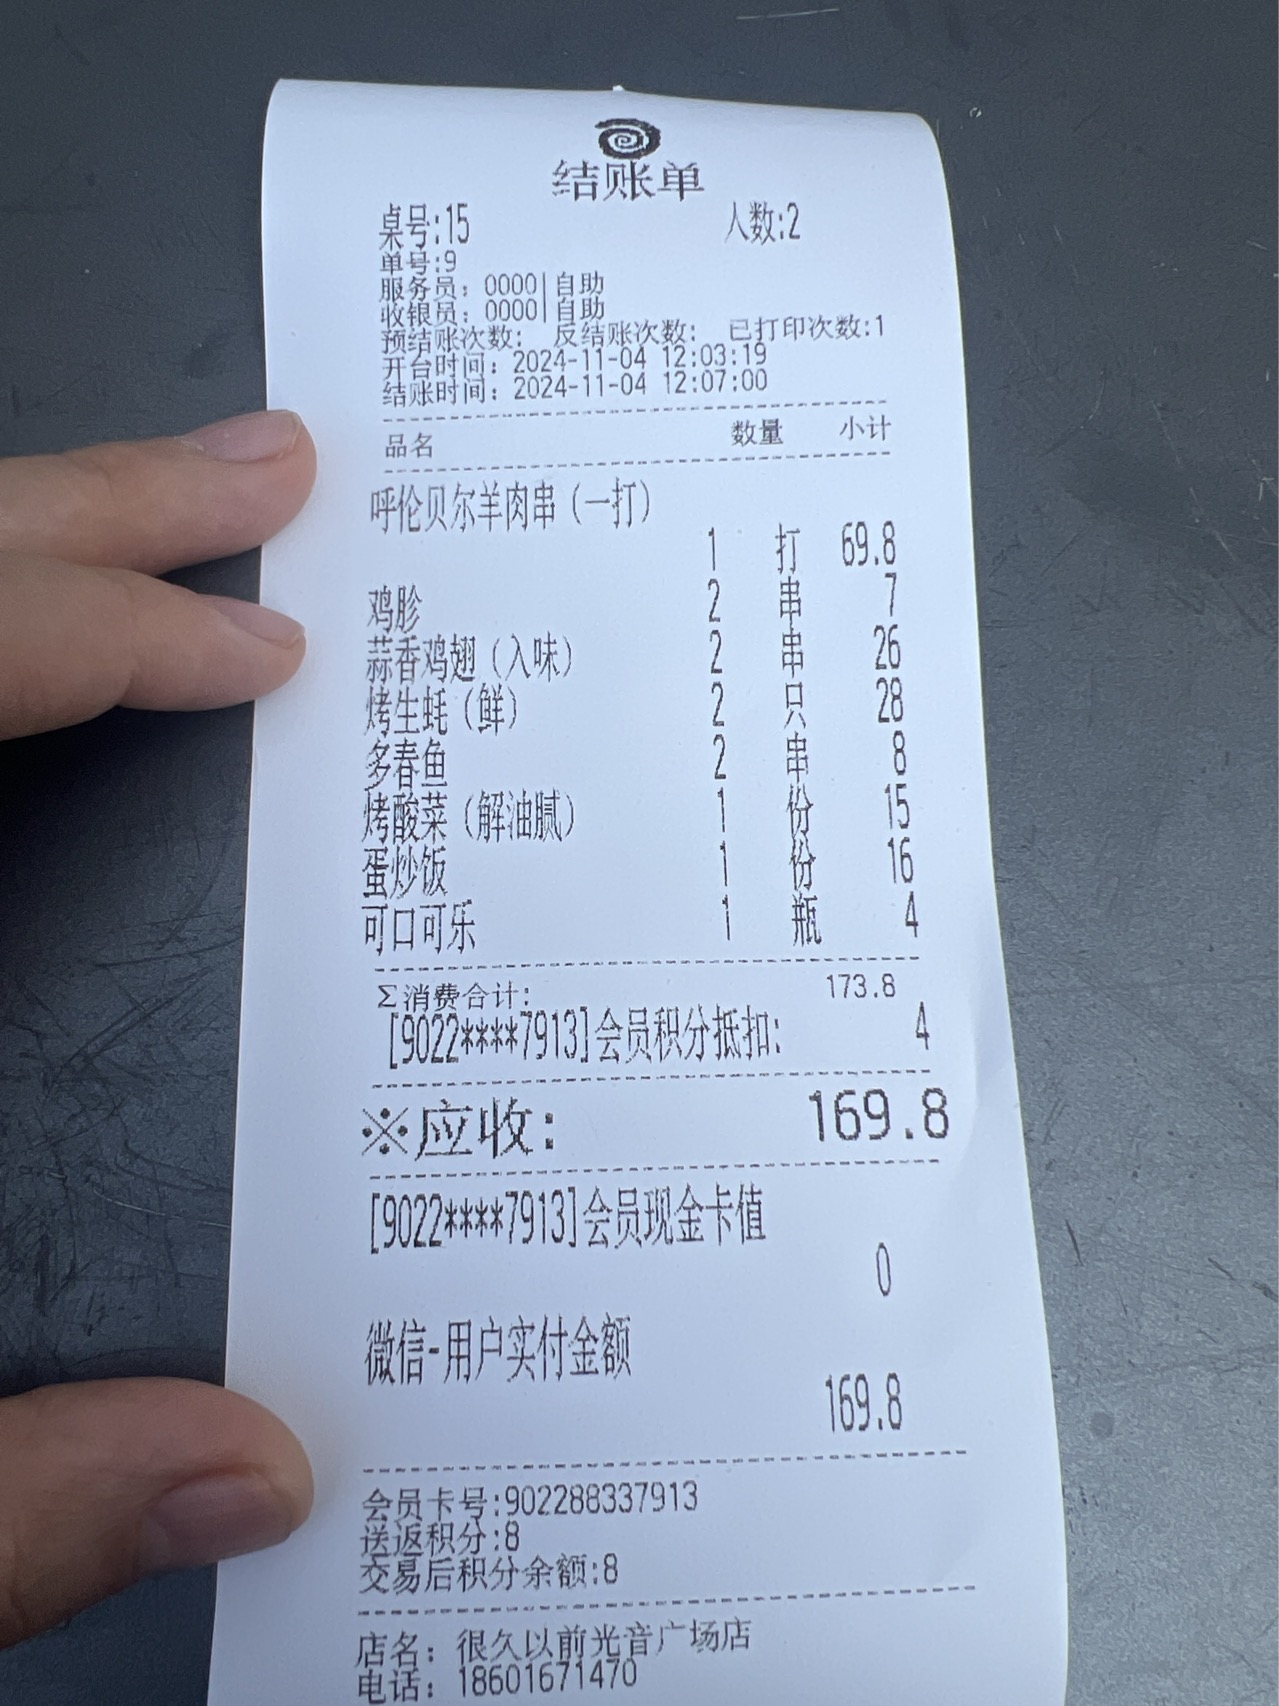 结账单
桌号:15 人数:2
单号:9
服务员: 0000|自助
收银员: 0000|自助
预结账次数: 反结账次数: 已打印次数:1
开台时间: 2024-11-04 12:03:19
结账时间: 2024-11-04 12:07:00
品名 数量 小计
呼伦贝尔羊肉串(一打)
1 打 69.8
鸡胗 2 串 7
蒜香鸡翅(入味) 2 串 26
烤生蚝(鲜) 2 只 28
多春鱼 2 串 8
烤酸菜(解油腻) 1 份 15
蛋炒饭 1 份 16
可口可乐 1 瓶 4
Σ消费合计: 173.8
[9022****7913]会员积分抵扣: 4
※应收: 169.8
[9022****7913]会员现金卡值
0
微信-用户实付金额
169.8
会员卡号:902288337913
送返积分:8
交易后积分余额:8
店名: 很久以前光音广场店
电话: 18601671470